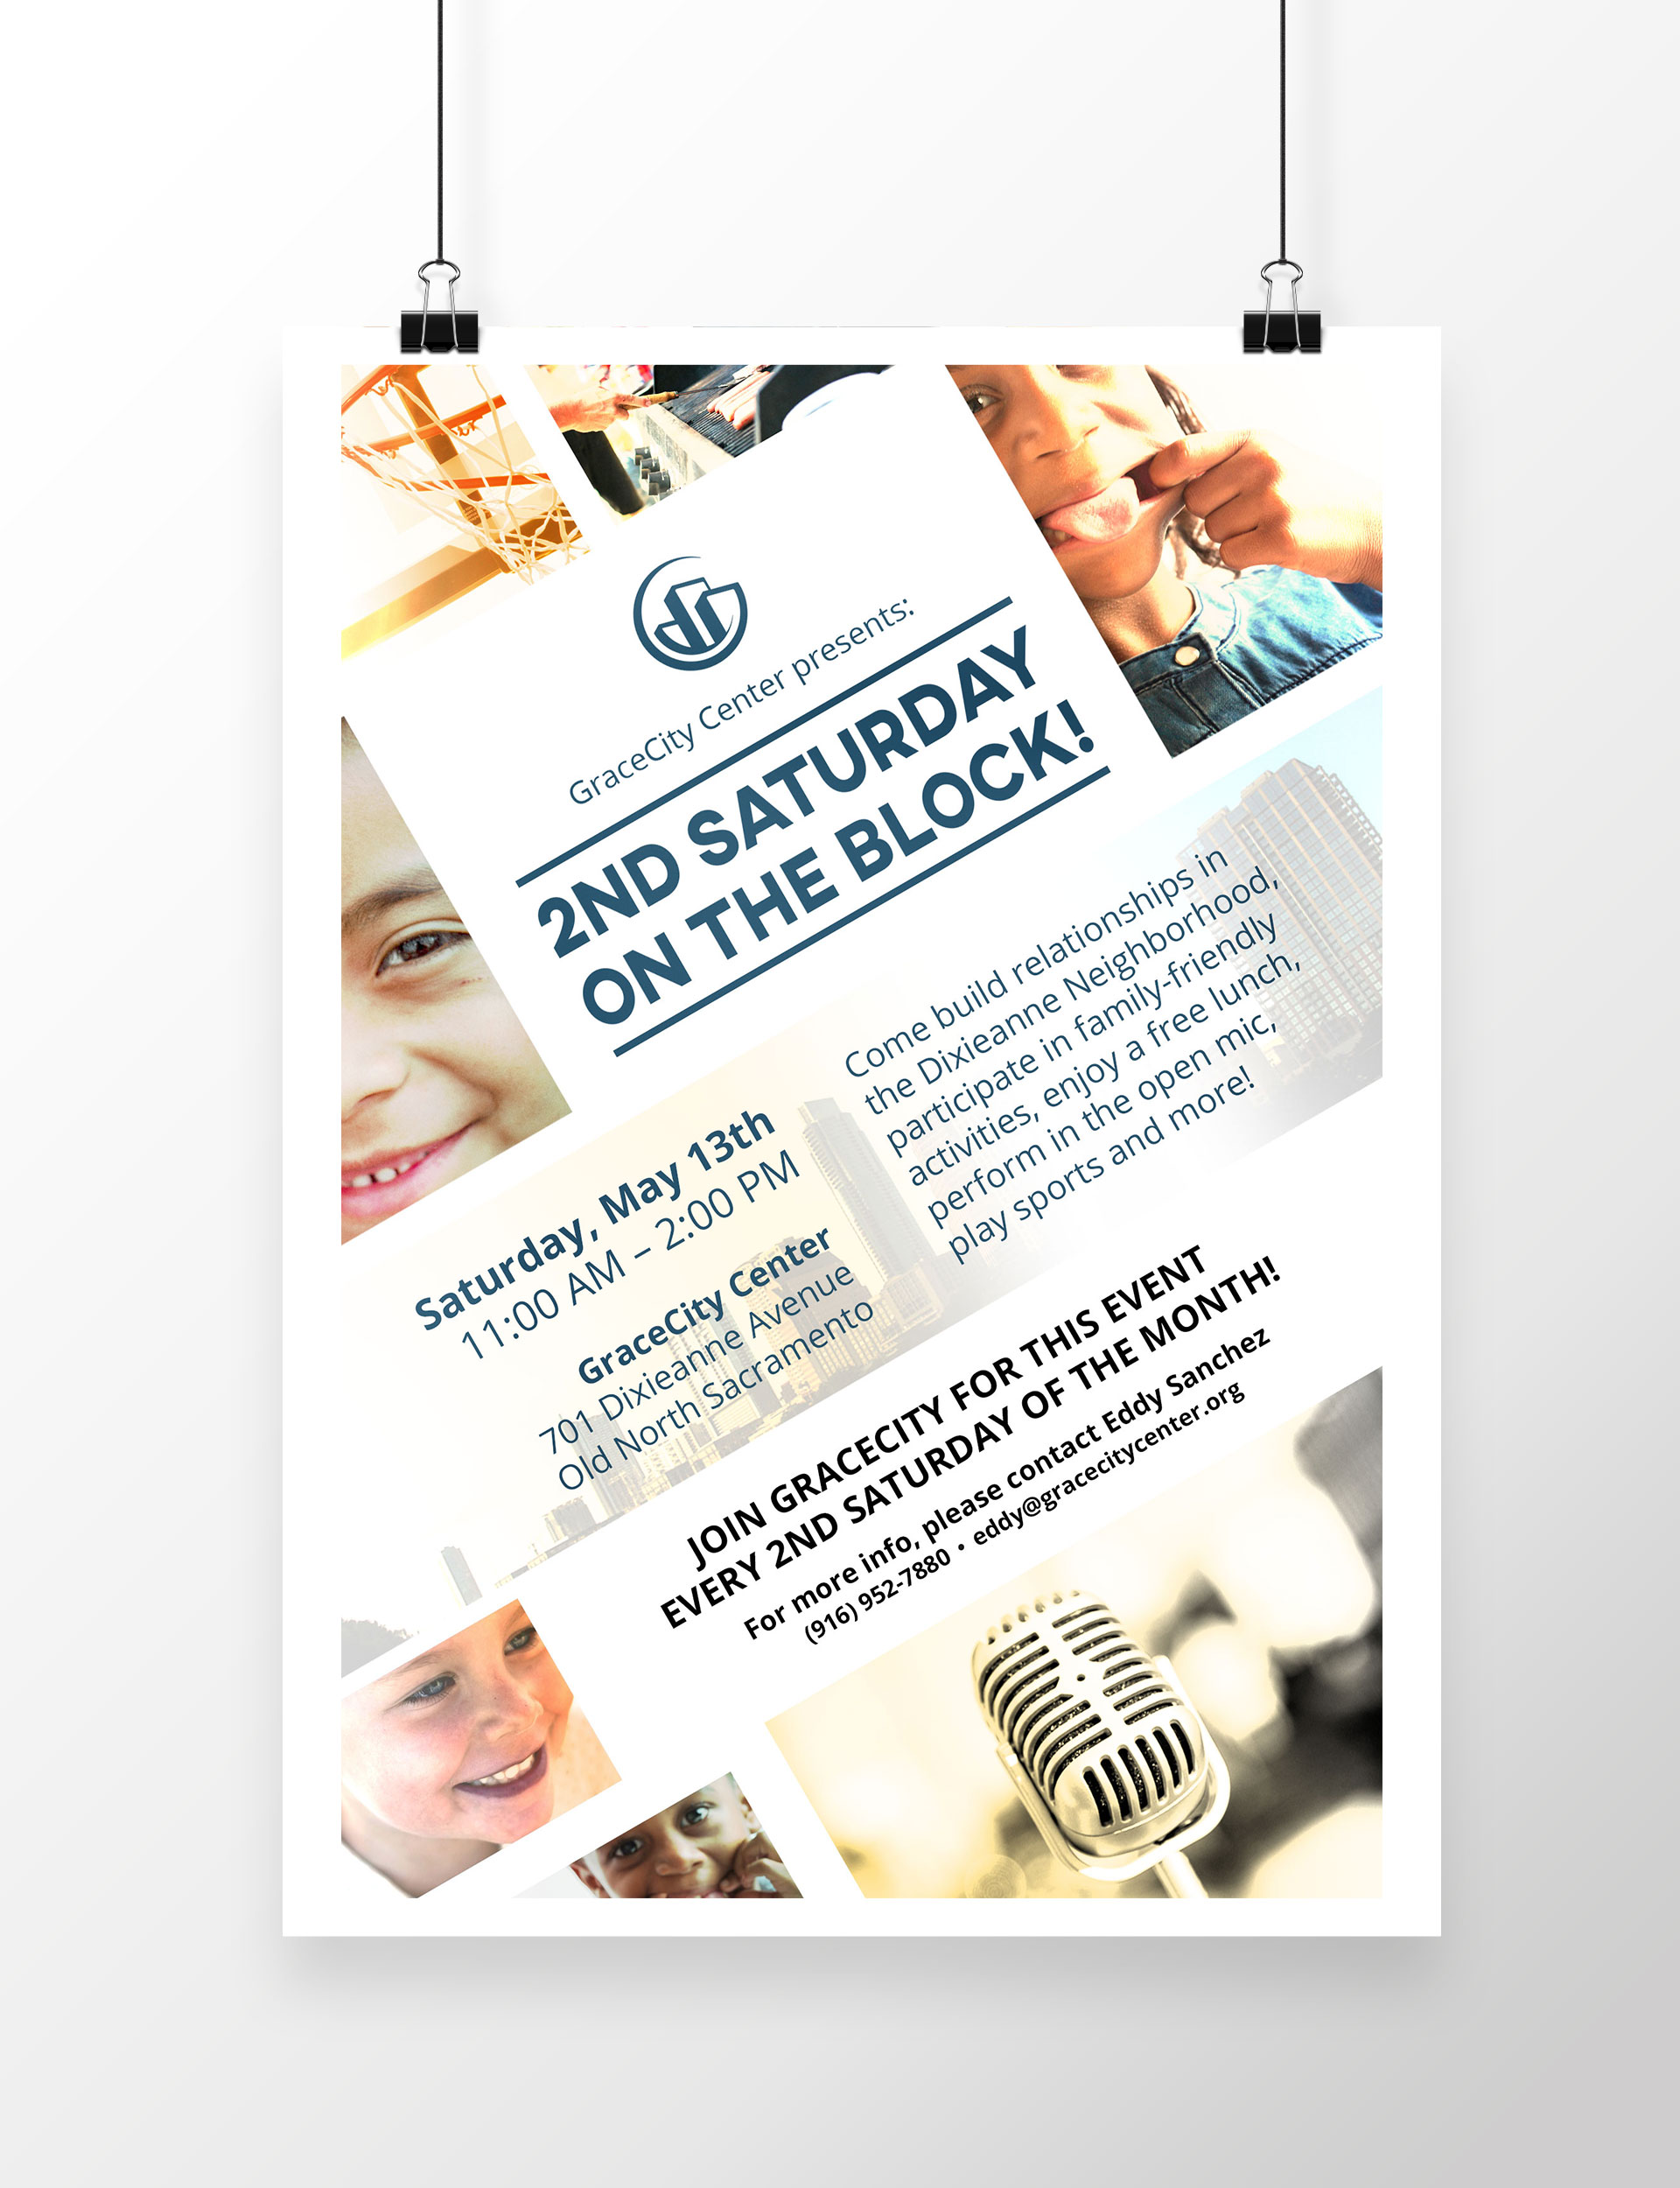 GraceCity Center presents:
2ND SATURDAY
ON THE BLOCK!
Come build relationships in
the Dixieanne Neighborhood,
participate in family-friendly
activities, enjoy a free lunch,
perform in the open mic,
play sports and more!
Saturday, May 13th
11:00 AM – 2:00 PM
GraceCity Center
701 Dixieanne Avenue
Old North Sacramento
JOIN GRACECITY FOR THIS EVENT
EVERY 2ND SATURDAY OF THE MONTH!
For more info, please contact Eddy Sanchez
(916) 952-7880 • eddy@gracecitycenter.org